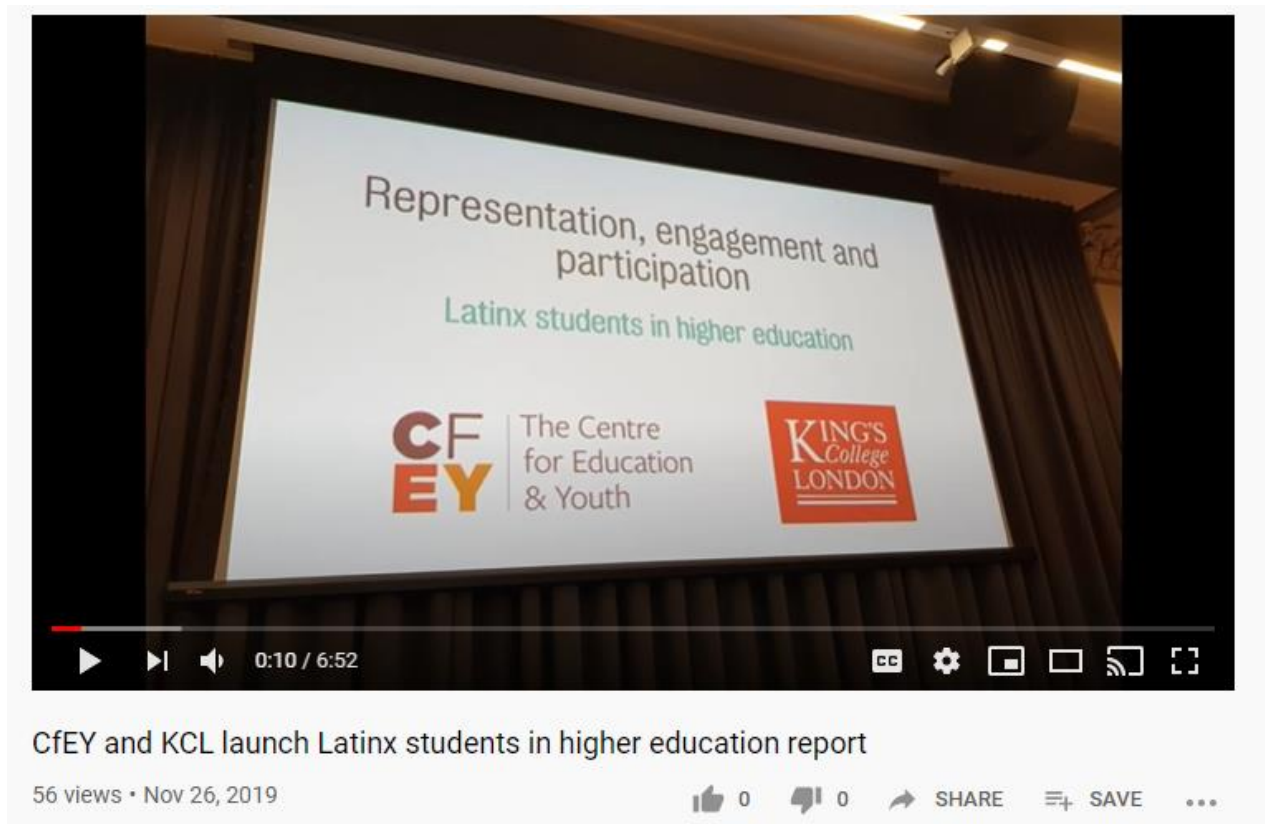 Representation, engagement and
participation
Latinx students in higher education
CF
EY
The Centre
for Education
& Youth
KING'S
College
LONDON
0:10 / 6:52
CC
CfEY and KCL launch Latinx students in higher education report
56 views • Nov 26, 2019
0
0
SHARE
SAVE